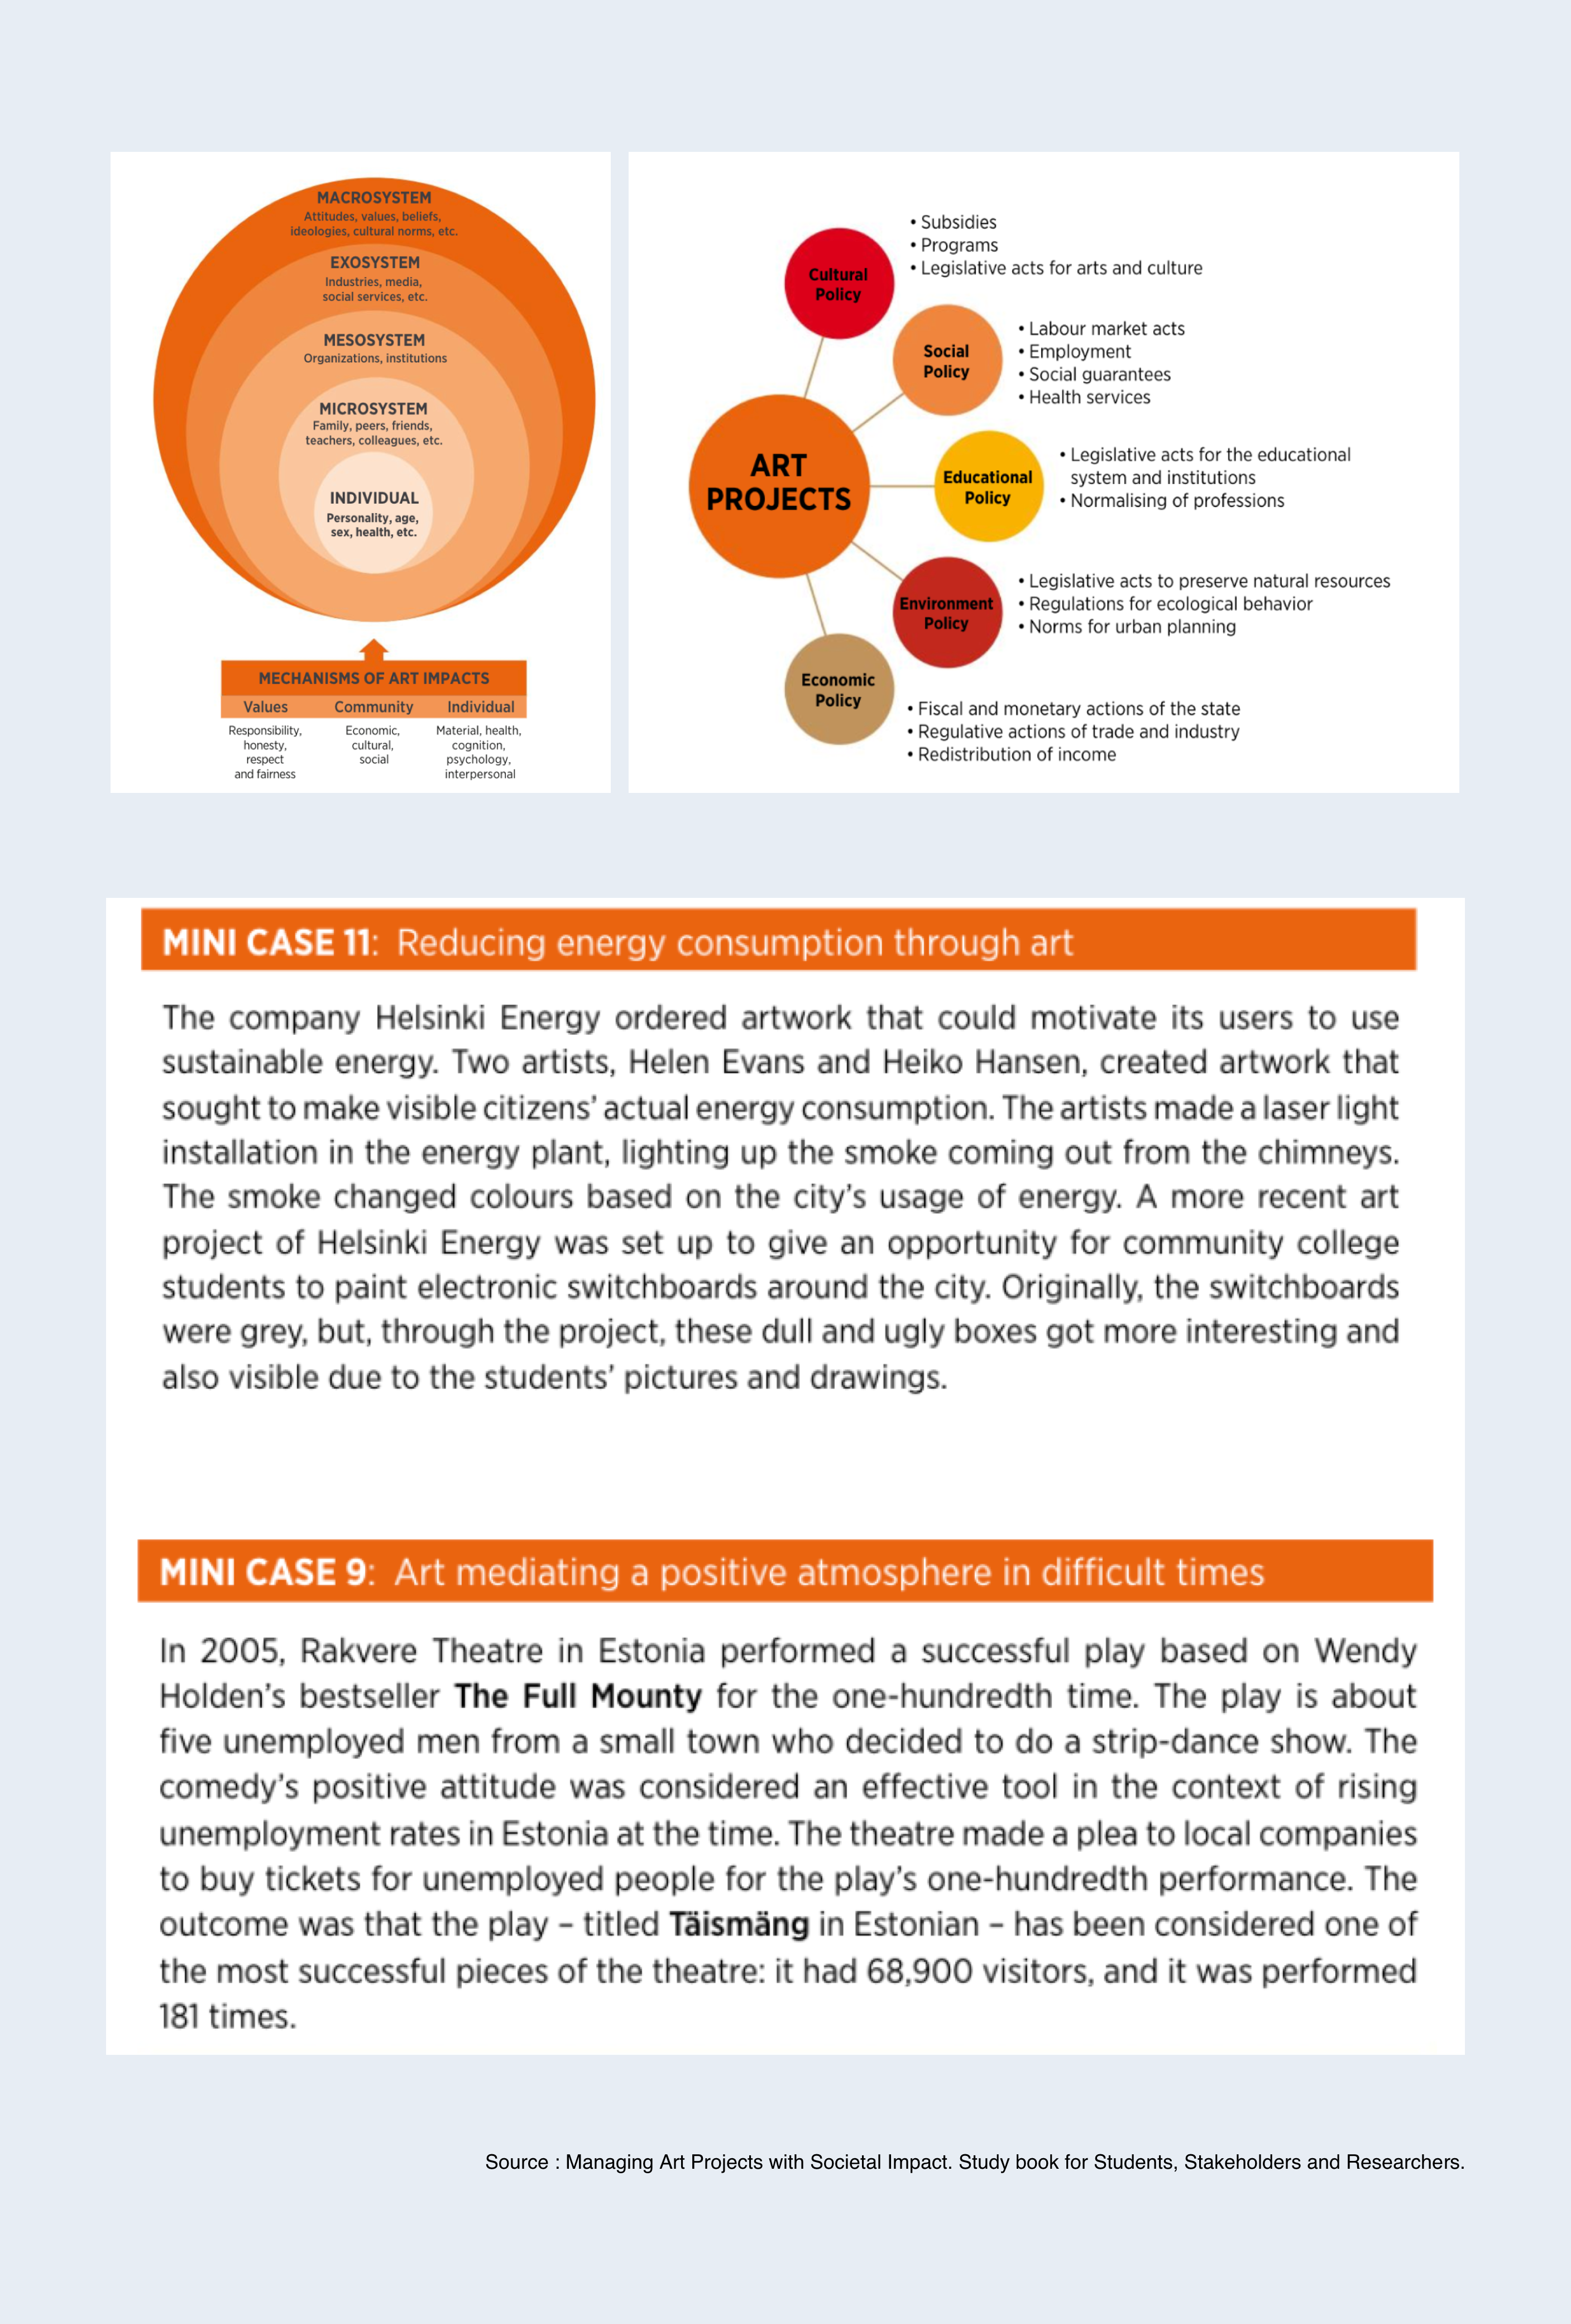 MACROSYSTEM
Attitudes, values, beliefs,
ideologies, cultural norms, etc.
EXOSYSTEM
Industries, media,
social services, etc.
MESOSYSTEM
Organizations, institutions
MICROSYSTEM
Family, peers, friends,
teachers, colleagues, etc.
INDIVIDUAL
Personality, age,
sex, health, etc.
MECHANISMS OF ART IMPACTS
Values Community Individual
Responsibility, Economic, Material, health,
honesty, cultural, cognition,
respect social psychology,
and fairness interpersonal
ART
PROJECTS
Cultural
Policy
• Subsidies
• Programs
• Legislative acts for arts and culture
Social
Policy
• Labour market acts
• Employment
• Social guarantees
• Health services
Educational
Policy
• Legislative acts for the educational
system and institutions
• Normalising of professions
Environment
Policy
• Legislative acts to preserve natural resources
• Regulations for ecological behavior
• Norms for urban planning
Economic
Policy
• Fiscal and monetary actions of the state
• Regulative actions of trade and industry
• Redistribution of income
MINI CASE 11: Reducing energy consumption through art
The company Helsinki Energy ordered artwork that could motivate its users to use
sustainable energy. Two artists, Helen Evans and Heiko Hansen, created artwork that
sought to make visible citizens’ actual energy consumption. The artists made a laser light
installation in the energy plant, lighting up the smoke coming out from the chimneys.
The smoke changed colours based on the city’s usage of energy. A more recent art
project of Helsinki Energy was set up to give an opportunity for community college
students to paint electronic switchboards around the city. Originally, the switchboards
were grey, but, through the project, these dull and ugly boxes got more interesting and
also visible due to the students’ pictures and drawings.
MINI CASE 9: Art mediating a positive atmosphere in difficult times
In 2005, Rakvere Theatre in Estonia performed a successful play based on Wendy
Holden’s bestseller The Full Mounty for the one-hundredth time. The play is about
five unemployed men from a small town who decided to do a strip-dance show. The
comedy’s positive attitude was considered an effective tool in the context of rising
unemployment rates in Estonia at the time. The theatre made a plea to local companies
to buy tickets for unemployed people for the play’s one-hundredth performance. The
outcome was that the play – titled Täismäng in Estonian – has been considered one of
the most successful pieces of the theatre: it had 68,900 visitors, and it was performed
181 times.
Source : Managing Art Projects with Societal Impact. Study book for Students, Stakeholders and Researchers.